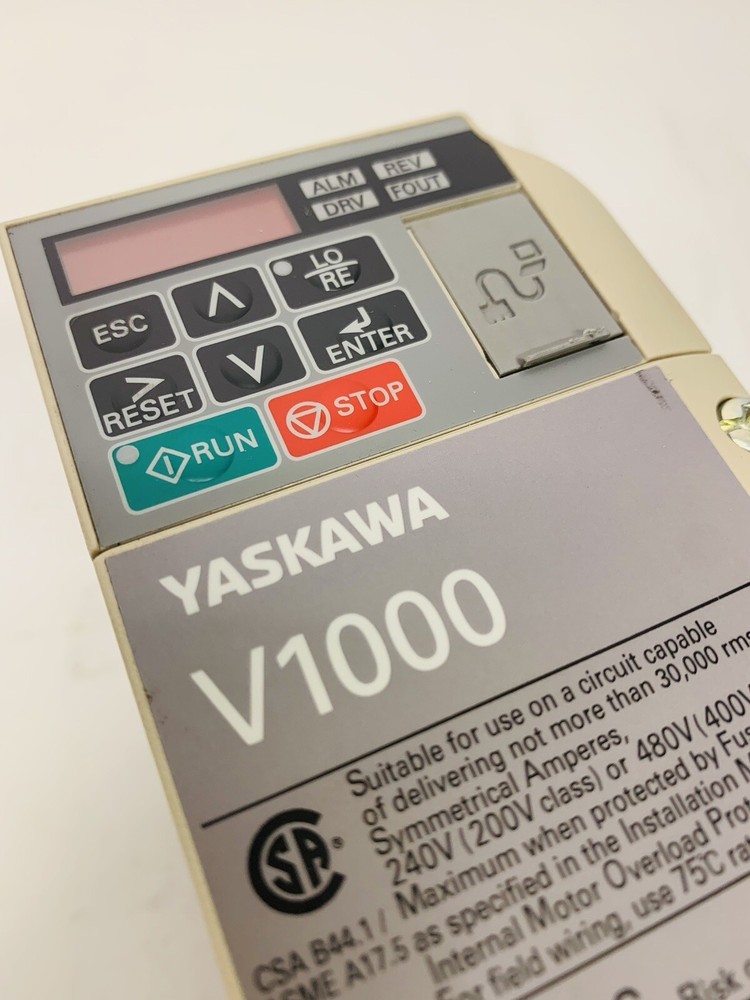 ALM REV
DRV FOUT
LO
RE
ESC
ENTER
>
RESET
RUN
STOP
YASKAWA
V1000
Suitable for use on a circuit capable
of delivering not more than 30,000 rms
Symmetrical Amperes,
240V (200V class) or 480V (400V
Maximum when protected by Fus
CSA B44.1 / as specified in the Installation M
ASME A17.5
Internal Motor Overload Prot
For field wiring, use 75℃ rat
Risk